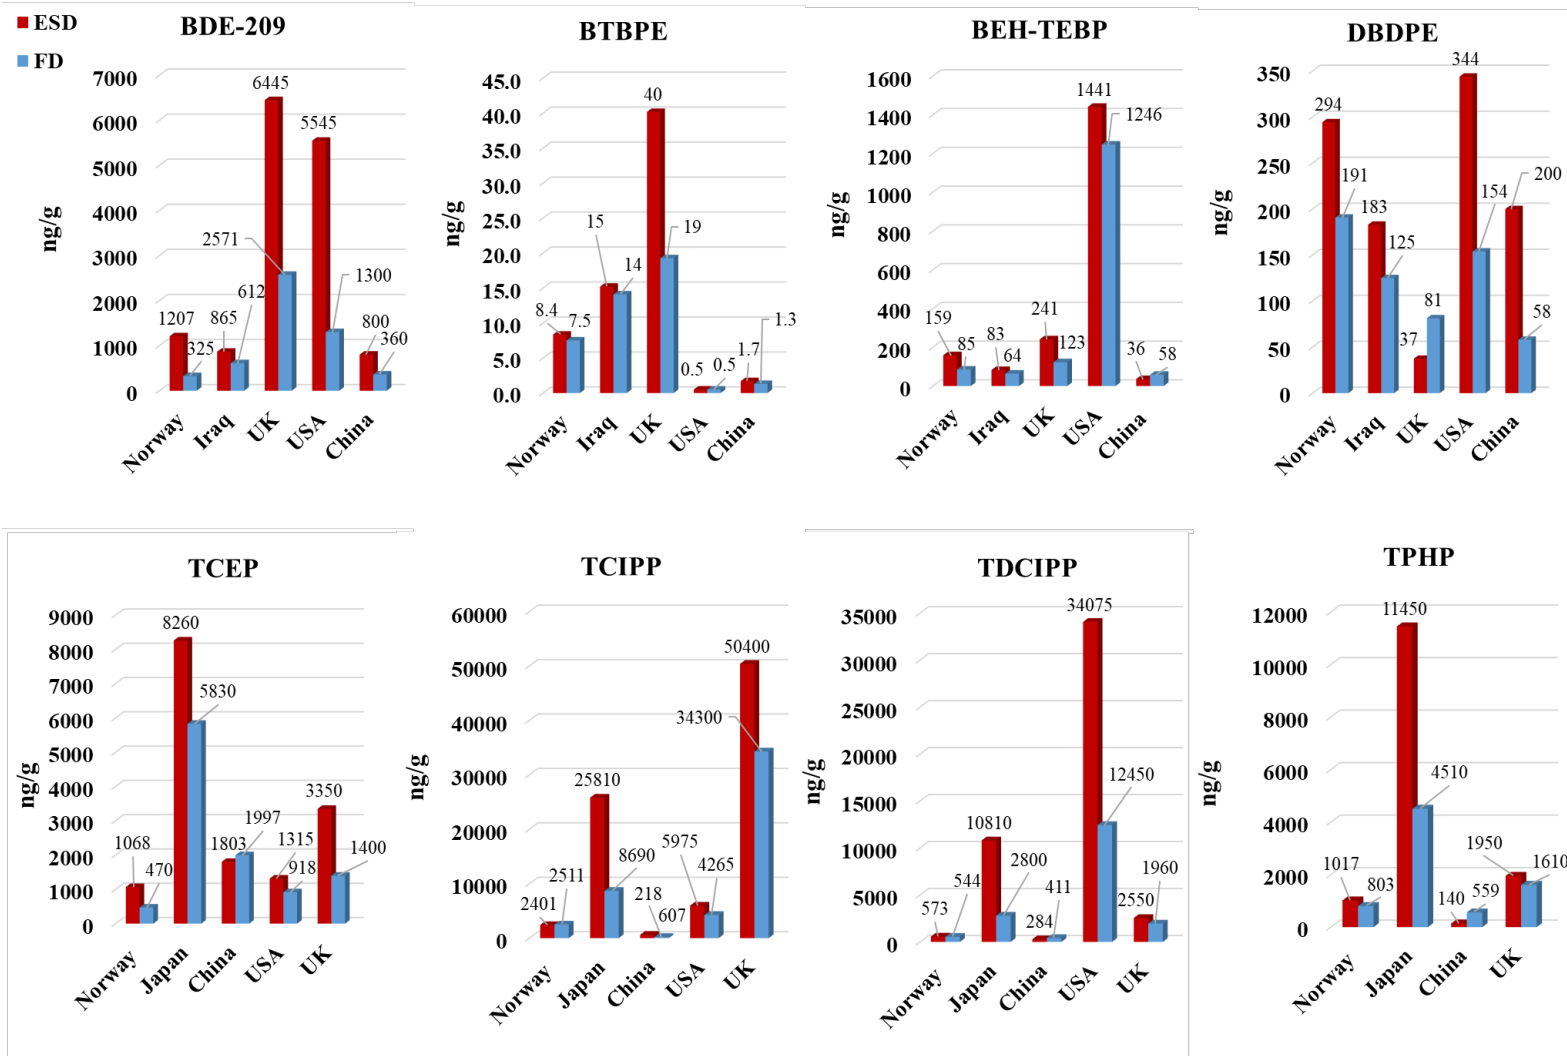 ESD
FD
BDE-209
ng/g
7000
6000
5000
4000
3000
2000
1000
0
1207
325
865
612
6445
2571
5545
1300
800
360
Norway
Iraq
UK
USA
China
BTBPE
ng/g
45.0
40.0
35.0
30.0
25.0
20.0
15.0
10.0
5.0
0.0
8.4
7.5
15
14
40
19
0.5
0.5
1.7
1.3
Norway
Iraq
UK
USA
China
BEH-TEBP
ng/g
1600
1400
1200
1000
800
600
400
200
0
159
85
83
64
241
123
1441
1246
36
58
Norway
Iraq
UK
USA
China
DBDPE
ng/g
350
300
250
200
150
100
50
0
294
191
183
125
37
81
344
154
200
58
Norway
Iraq
UK
USA
China
TCEP
ng/g
9000
8000
7000
6000
5000
4000
3000
2000
1000
0
1068
470
8260
5830
1803
1997
1315
918
3350
1400
Norway
Japan
China
USA
UK
TCIPP
ng/g
60000
50000
40000
30000
20000
10000
0
2401
2511
25810
8690
218
607
5975
4265
50400
34300
Norway
Japan
China
USA
UK
TDCIPP
ng/g
35000
30000
25000
20000
15000
10000
5000
0
573
544
10810
2800
284
411
34075
12450
2550
1960
Norway
Japan
China
USA
UK
TPHP
ng/g
12000
10000
8000
6000
4000
2000
0
1017
803
11450
4510
140
559
1950
1610
Norway
Japan
China
UK